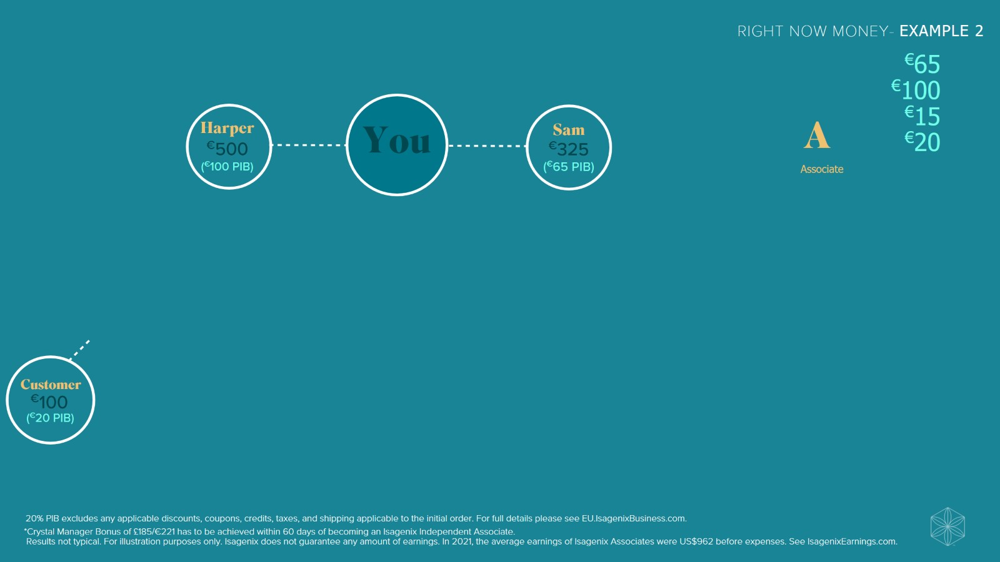 RIGHT NOW MONEY- EXAMPLE 2
€65
€100
€15
€20
A
Associate
Harper
€500
(€100 PIB)
You
Sam
€325
(€65 PIB)
Customer
€100
(€20 PIB)
20% PIB excludes any applicable discounts, coupons, credits, taxes, and shipping applicable to the initial order. For full details please see EU.IsagenixBusiness.com.
*Crystal Manager Bonus of £185/€221 has to be achieved within 60 days of becoming an Isagenix Independent Associate.
Results not typical. For illustration purposes only. Isagenix does not guarantee any amount of earnings. In 2021, the average earnings of Isagenix Associates were US$962 before expenses. See IsagenixEarnings.com.